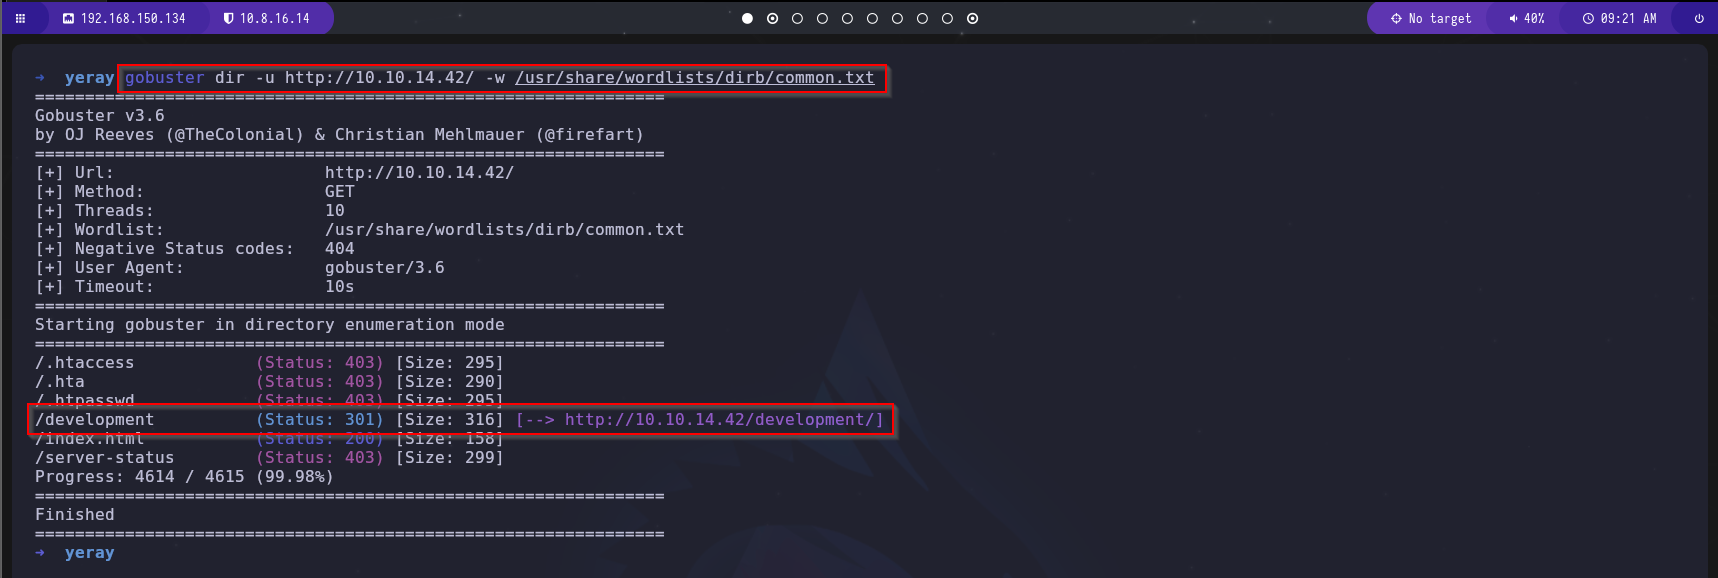 192.168.150.134 10.8.16.14 No target 40% 09:21 AM
→ yeray gobuster dir -u http://10.10.14.42/ -w /usr/share/wordlists/dirb/common.txt
===============================================================
Gobuster v3.6
by OJ Reeves (@TheColonial) & Christian Mehlmauer (@firefart)
===============================================================
[+] Url:                     http://10.10.14.42/
[+] Method:                  GET
[+] Threads:                 10
[+] Wordlist:                /usr/share/wordlists/dirb/common.txt
[+] Negative Status codes:   404
[+] User Agent:              gobuster/3.6
[+] Timeout:                 10s
===============================================================
Starting gobuster in directory enumeration mode
===============================================================
/.htaccess            (Status: 403) [Size: 295]
/.hta                 (Status: 403) [Size: 290]
/.htpasswd            (Status: 403) [Size: 295]
/development          (Status: 301) [Size: 316] [--> http://10.10.14.42/development/]
/index.html           (Status: 200) [Size: 158]
/server-status        (Status: 403) [Size: 299]
Progress: 4614 / 4615 (99.98%)
===============================================================
Finished
===============================================================
→ yeray